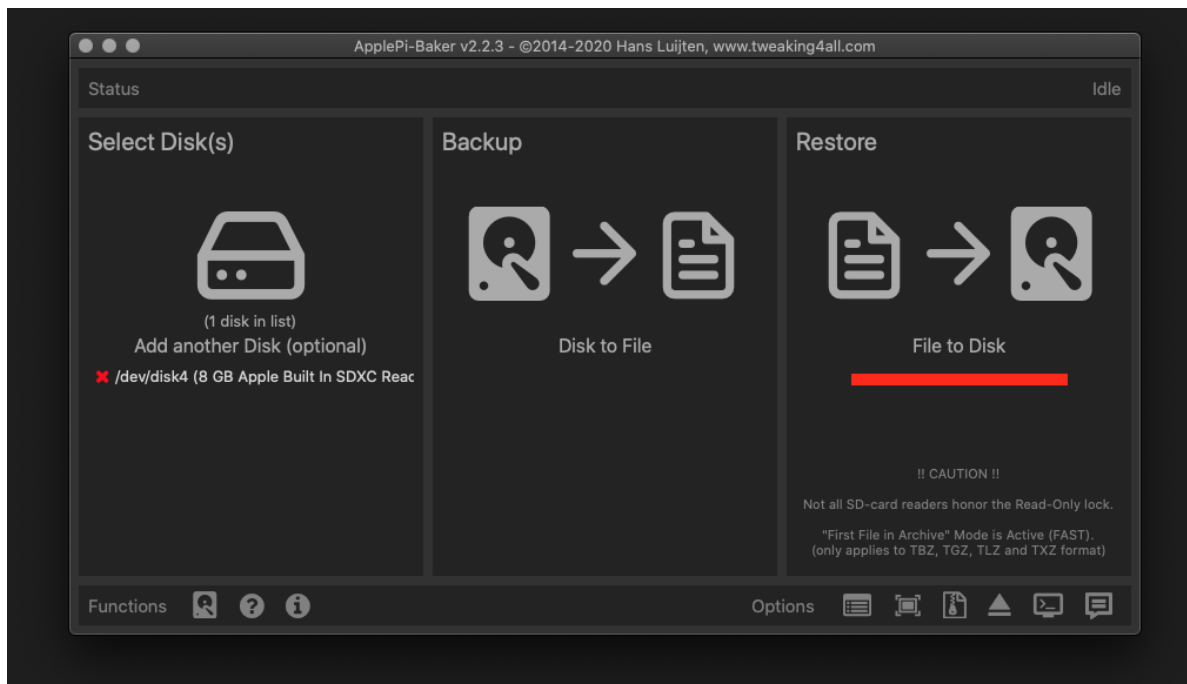 ApplePi-Baker v2.2.3 - ©2014-2020 Hans Luijten, www.tweaking4all.com
Status
Idle
Select Disk(s)
(1 disk in list)
Add another Disk (optional)
/dev/disk4 (8 GB Apple Built In SDXC Reac
Backup
Disk to File
Restore
File to Disk
!! CAUTION !!
Not all SD-card readers honor the Read-Only lock.
"First File in Archive" Mode is Active (FAST).
(only applies to TBZ, TGZ, TLZ and TXZ format)
Functions
Options